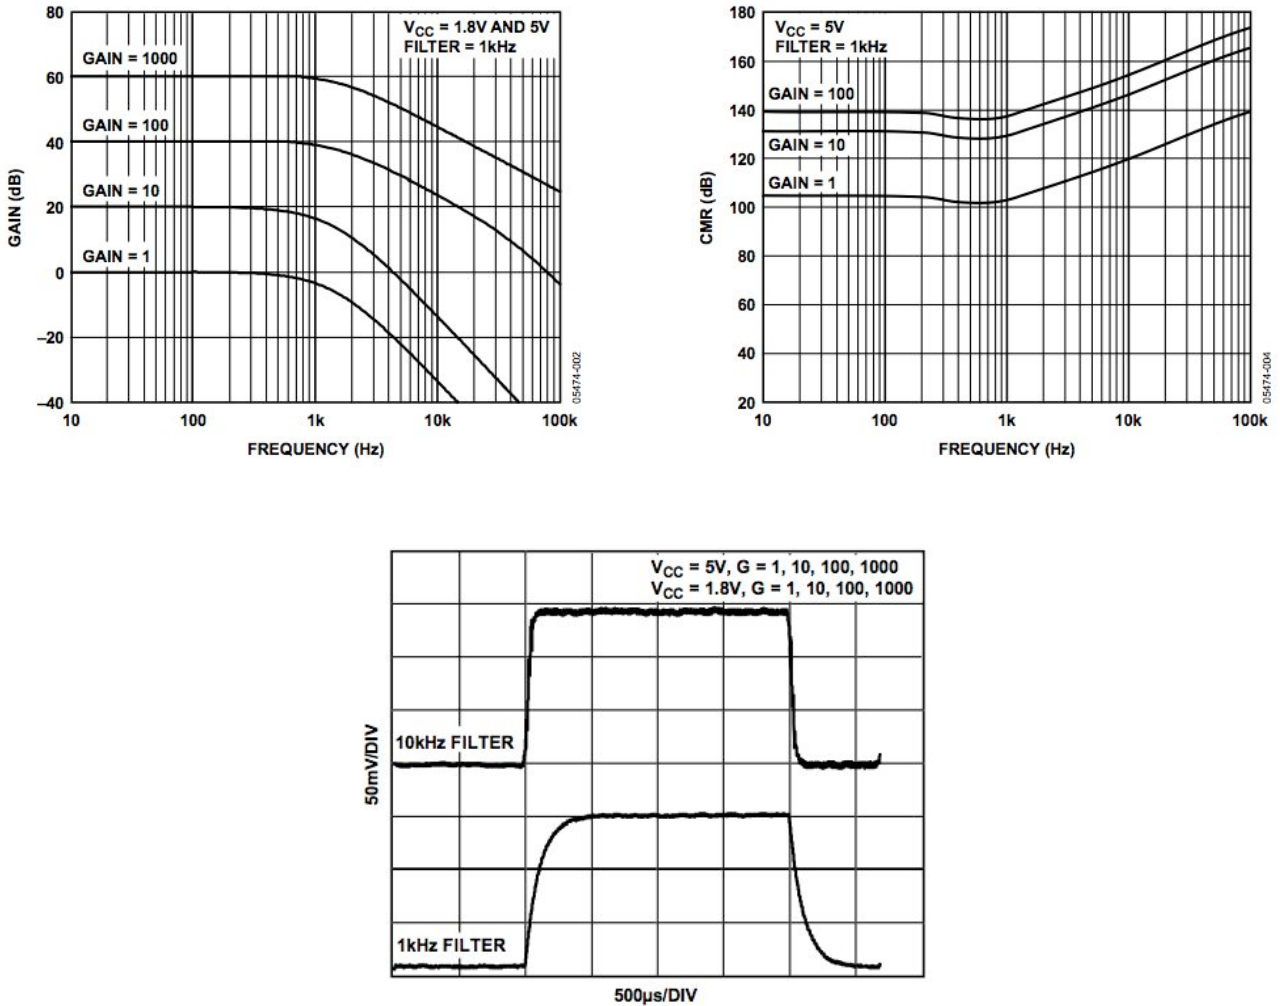 80
60
40
20
0
–20
–40
GAIN (dB)
V_CC = 1.8V AND 5V
FILTER = 1kHz
GAIN = 1000
GAIN = 100
GAIN = 10
GAIN = 1
10
100
1k
10k
100k
FREQUENCY (Hz)
05474-002
180
160
140
120
100
80
60
40
20
CMR (dB)
V_CC = 5V
FILTER = 1kHz
GAIN = 100
GAIN = 10
GAIN = 1
10
100
1k
10k
100k
FREQUENCY (Hz)
05474-004
V_CC = 5V, G = 1, 10, 100, 1000
V_CC = 1.8V, G = 1, 10, 100, 1000
50mV/DIV
10kHz FILTER
1kHz FILTER
500µs/DIV